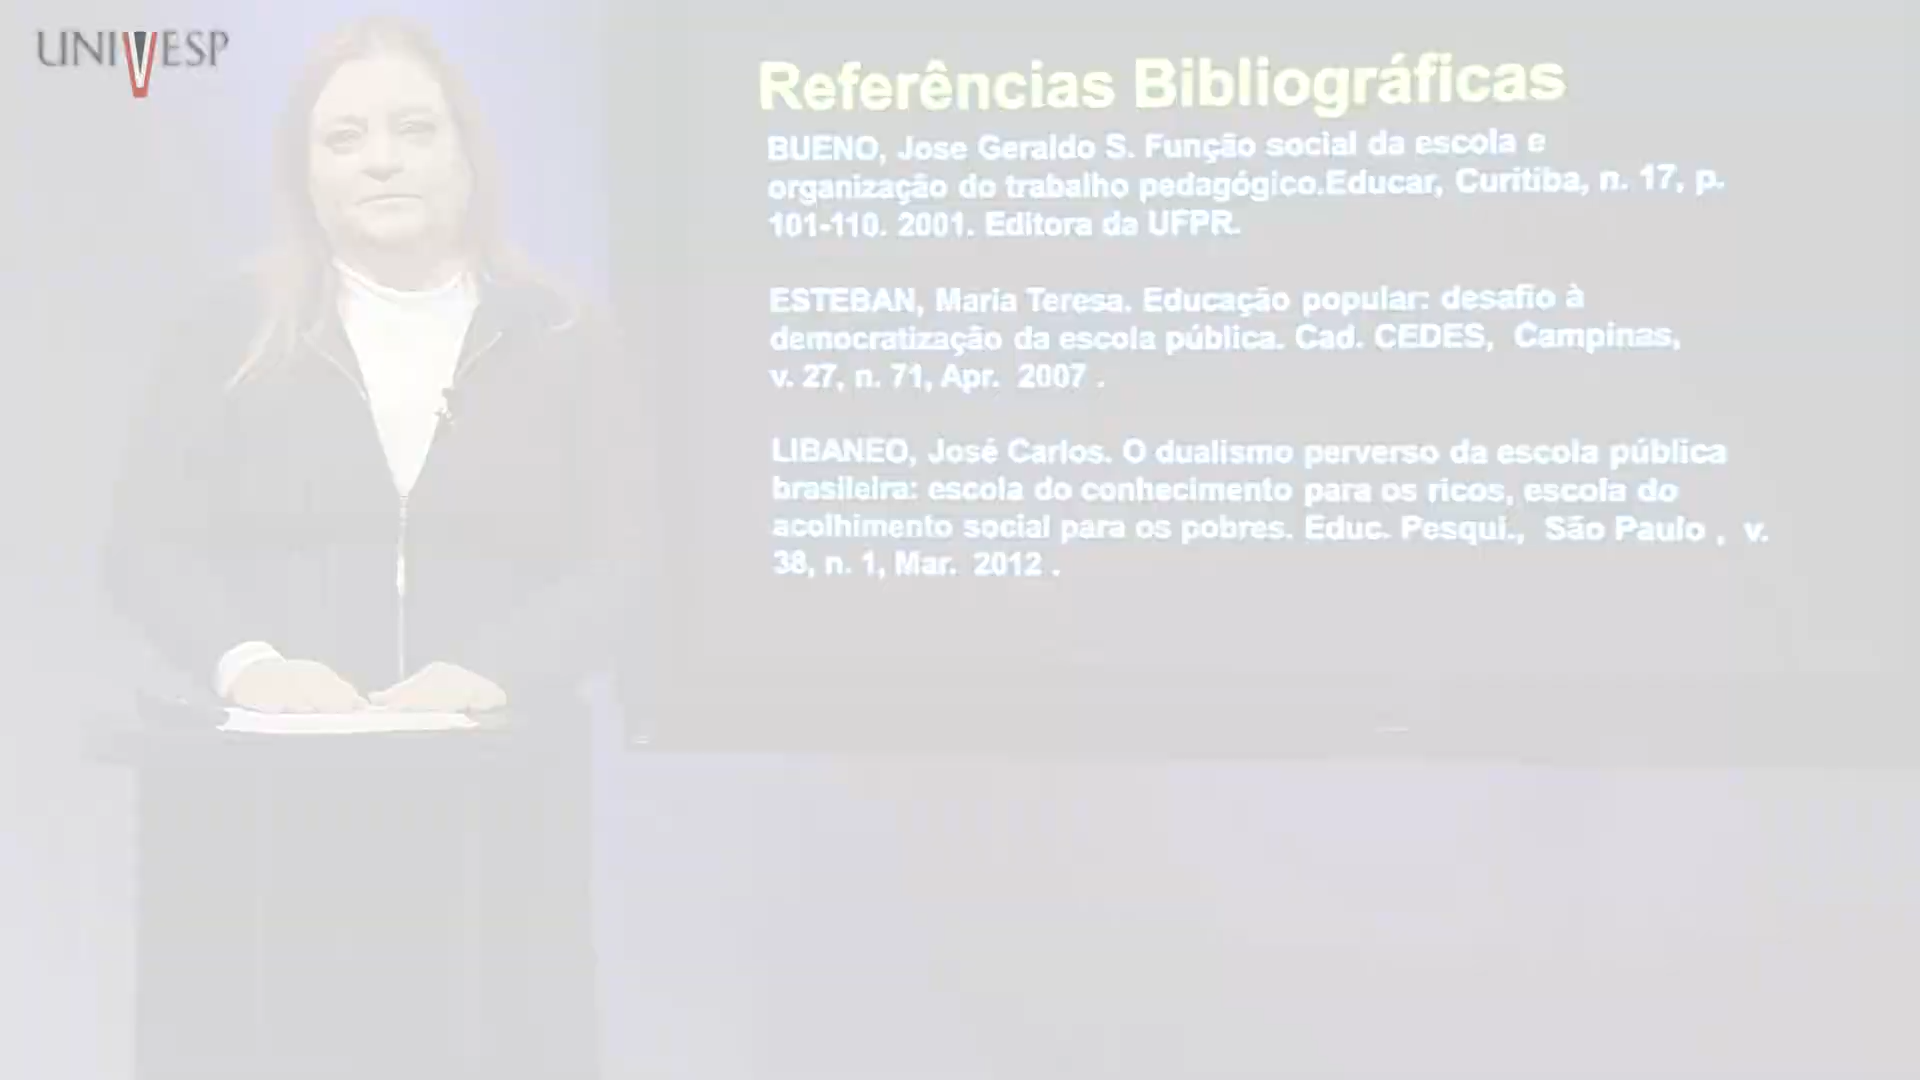 UNIVESP
Referências Bibliográficas
BUENO, Jose Geraldo S. Função social da escola e
organização do trabalho pedagógico.Educar, Curitiba, n. 17, p.
101-110. 2001. Editora da UFPR.
ESTEBAN, Maria Teresa. Educação popular: desafio à
democratização da escola pública. Cad. CEDES, Campinas,
v. 27, n. 71, Apr. 2007 .
LIBANEO, José Carlos. O dualismo perverso da escola pública
brasileira: escola do conhecimento para os ricos, escola do
acolhimento social para os pobres. Educ. Pesqui., São Paulo , v.
38, n. 1, Mar. 2012 .